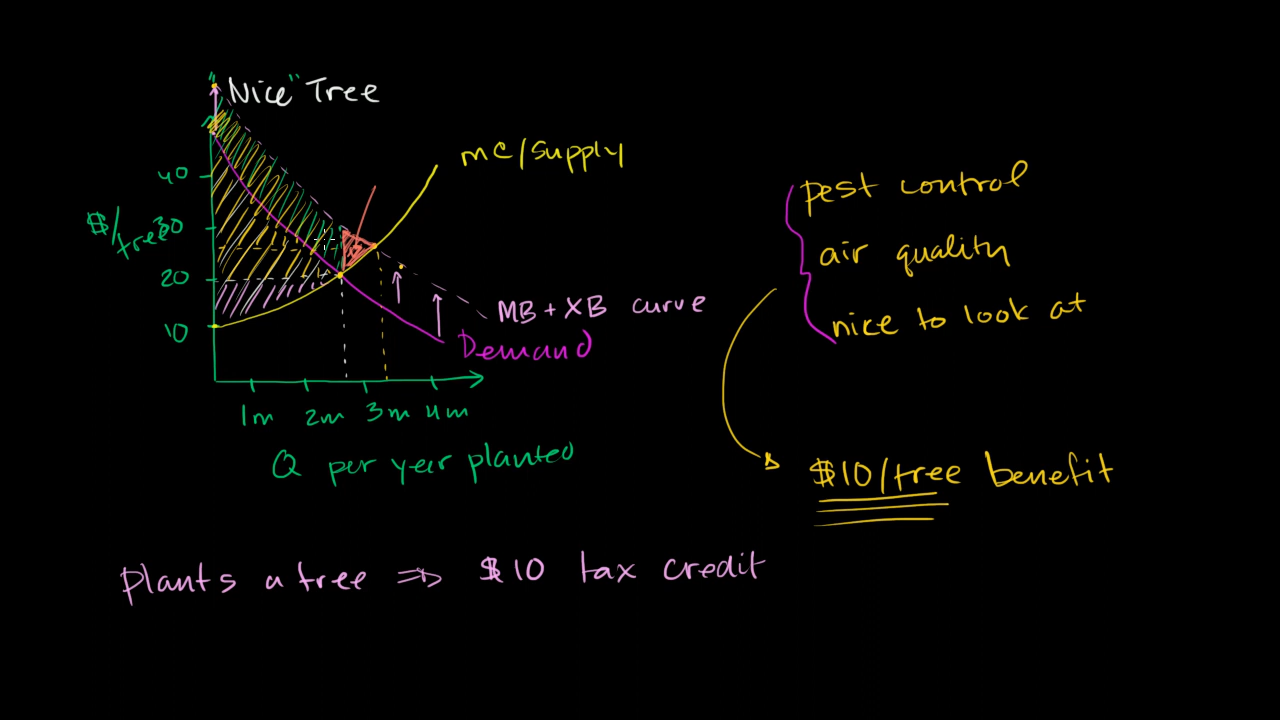 "Nice" Tree
mc/supply
40
$/tree
30
20
10
MB + XB curve
Demand
1m 2m 3m 4m
Q per year planted
pest control
air quality
nice to look at
$10/tree benefit
plants a tree ⇒ $10 tax credit